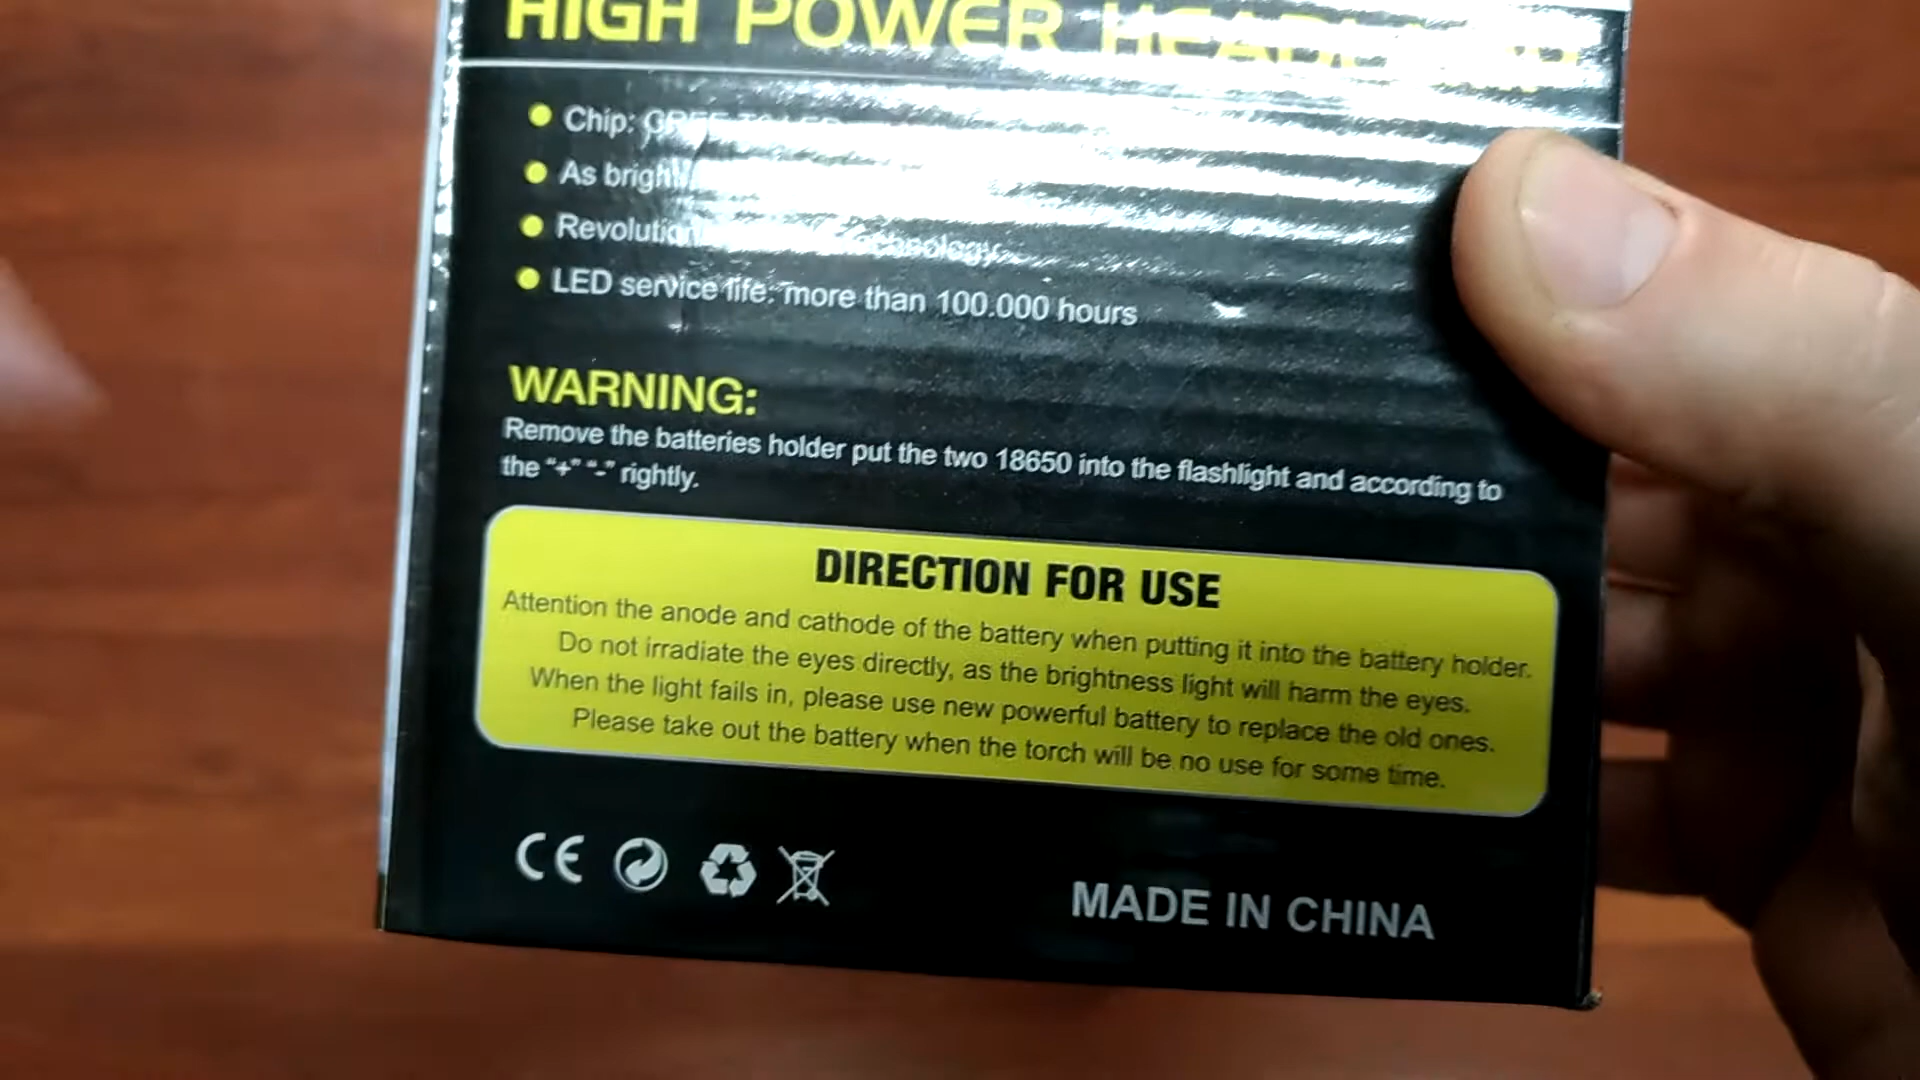 HIGH POWER
Chip:
As bright
technology
LED service life: more than 100.000 hours
WARNING:
Remove the batteries holder put the two 18650 into the flashlight and according to
the “+” “-” rightly.
DIRECTION FOR USE
Attention the anode and cathode of the battery when putting it into the battery holder.
Do not irradiate the eyes directly, as the brightness light will harm the eyes.
When the light fails in, please use new powerful battery to replace the old ones.
Please take out the battery when the torch will be no use for some time.
CE
MADE IN CHINA